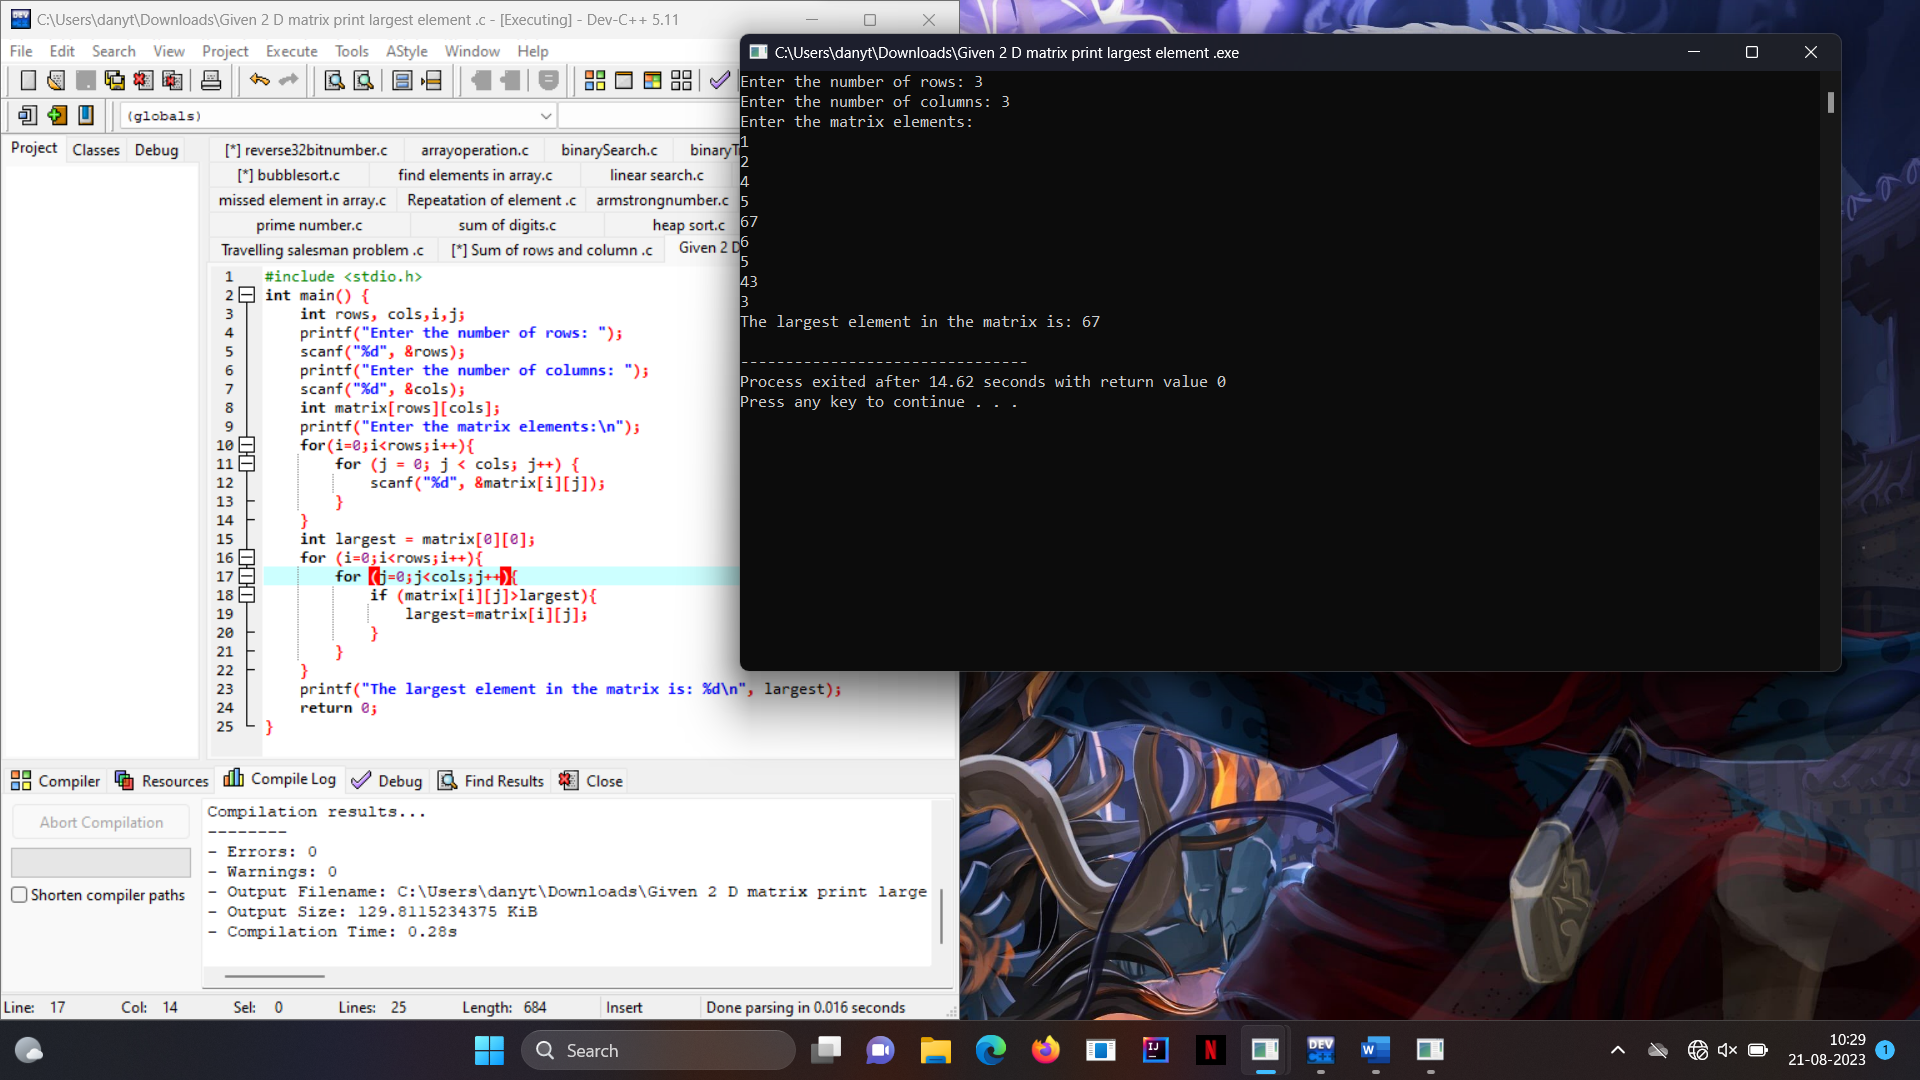 C:\Users\danyt\Downloads\Given 2 D matrix print largest element .c - [Executing] - Dev-C++ 5.11
File Edit Search View Project Execute Tools AStyle Window Help
(globals)
Project Classes Debug
[*] reverse32bitnumber.c arrayoperation.c binarySearch.c binaryT
[*] bubblesort.c find elements in array.c linear search.c
missed element in array.c Repeatation of element .c armstrongnumber.c
prime number.c sum of digits.c heap sort.c
Travelling salesman problem .c [*] Sum of rows and column .c Given 2 D
1 #include <stdio.h>
2 int main() {
3 int rows, cols,i,j;
4 printf("Enter the number of rows: ");
5 scanf("%d", &rows);
6 printf("Enter the number of columns: ");
7 scanf("%d", &cols);
8 int matrix[rows][cols];
9 printf("Enter the matrix elements:\n");
10 for(i=0;i<rows;i++){
11 for (j = 0; j < cols; j++) {
12 scanf("%d", &matrix[i][j]);
13 }
14 }
15 int largest = matrix[0][0];
16 for (i=0;i<rows;i++){
17 for (j=0;j<cols;j++){
18 if (matrix[i][j]>largest){
19 largest=matrix[i][j];
20 }
21 }
22 }
23 printf("The largest element in the matrix is: %d\n", largest);
24 return 0;
25 }
C:\Users\danyt\Downloads\Given 2 D matrix print largest element .exe
Enter the number of rows: 3
Enter the number of columns: 3
Enter the matrix elements:
1
2
4
5
67
6
5
43
3
The largest element in the matrix is: 67
--------------------------------
Process exited after 14.62 seconds with return value 0
Press any key to continue . . .
Compiler Resources Compile Log Debug Find Results Close
Abort Compilation
Shorten compiler paths
Compilation results...
--------
- Errors: 0
- Warnings: 0
- Output Filename: C:\Users\danyt\Downloads\Given 2 D matrix print large
- Output Size: 129.8115234375 KiB
- Compilation Time: 0.28s
Line: 17 Col: 14 Sel: 0 Lines: 25 Length: 684 Insert Done parsing in 0.016 seconds
Search
IJ
N
DEV
C++
W
10:29
21-08-2023
1